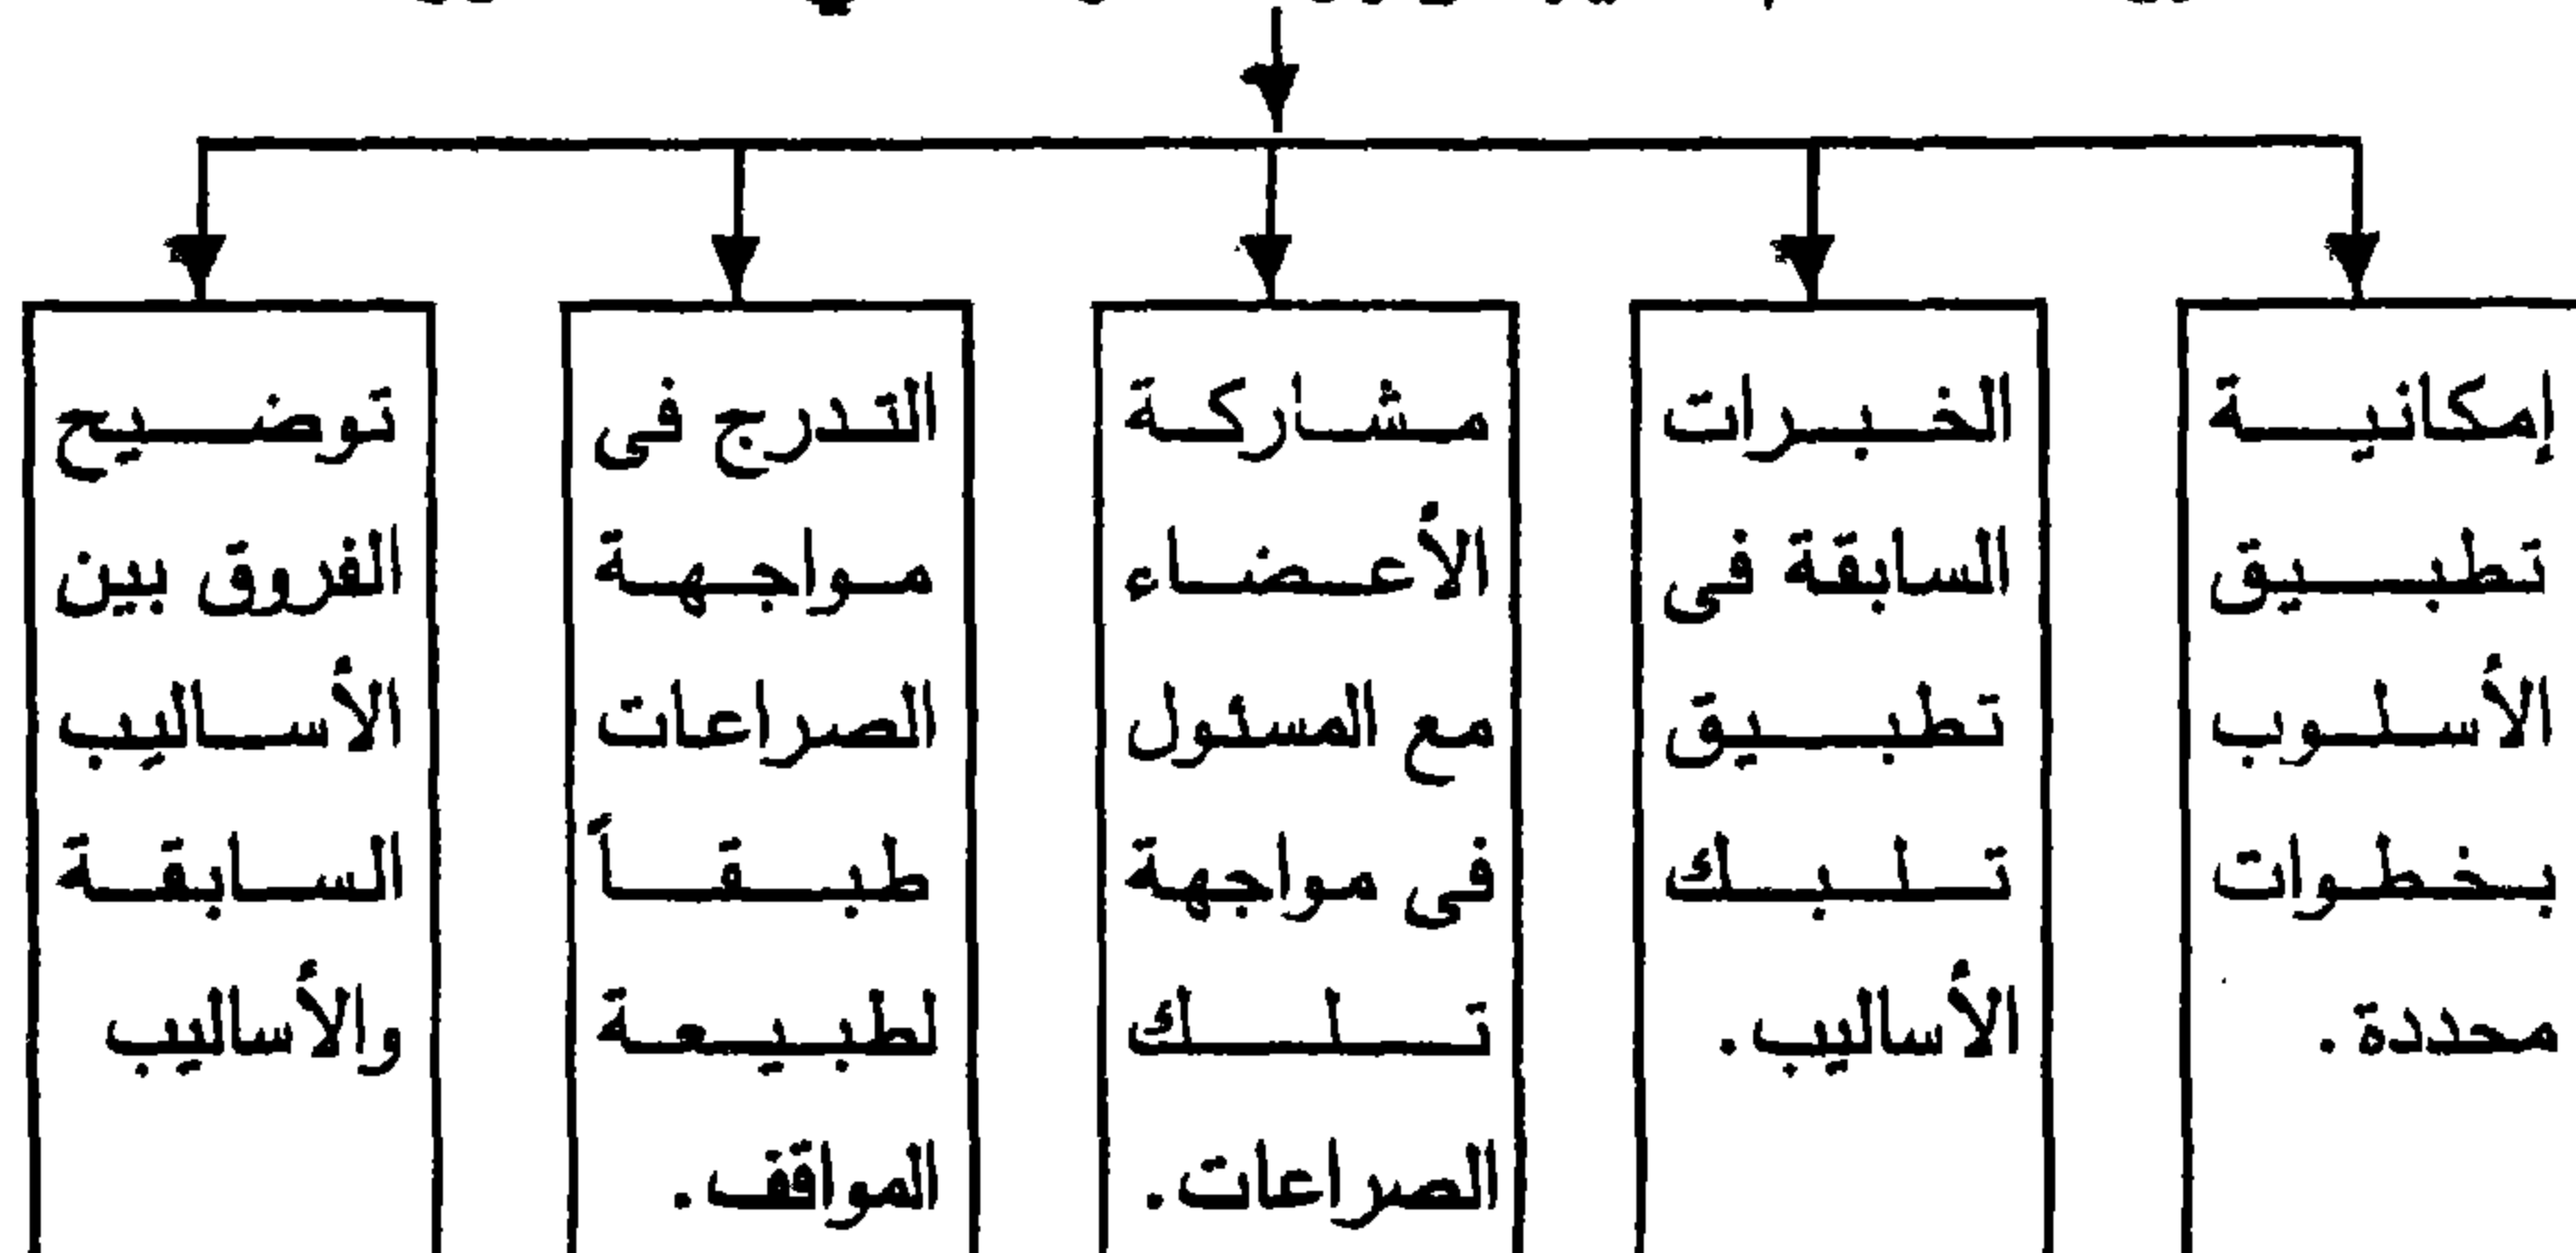 إمكانية
تطبيق
الأسلوب
بخطوات
محددة.
الخبرات
السابقة فى
تطبيق
تلبك
الأساليب.
مشاركة
الأعضاء
مع المسئول
فى مواجهة
تلك
الصراعات.
التدرج فى
مواجهة
الصراعات
طبقاً
لطبيعة
المواقف.
توضيح
الفروق بين
الأساليب
السابقة
والأساليب